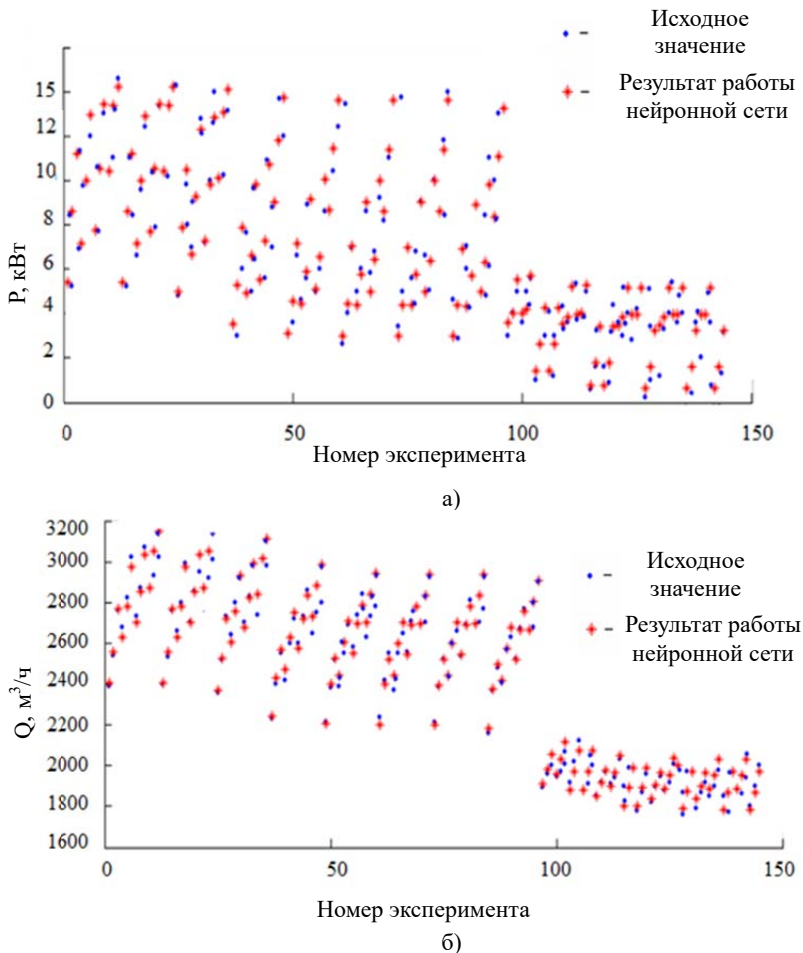 Исходное
значение
Результат работы
нейронной сети
P, кВт
15
12
10
8
6
4
2
0
0 50 100 150
Номер эксперимента
а)
Исходное
значение
Результат работы
нейронной сети
Q, м³/ч
3200
3000
2800
2600
2400
2200
2000
1800
1600
0 50 100 150
Номер эксперимента
б)